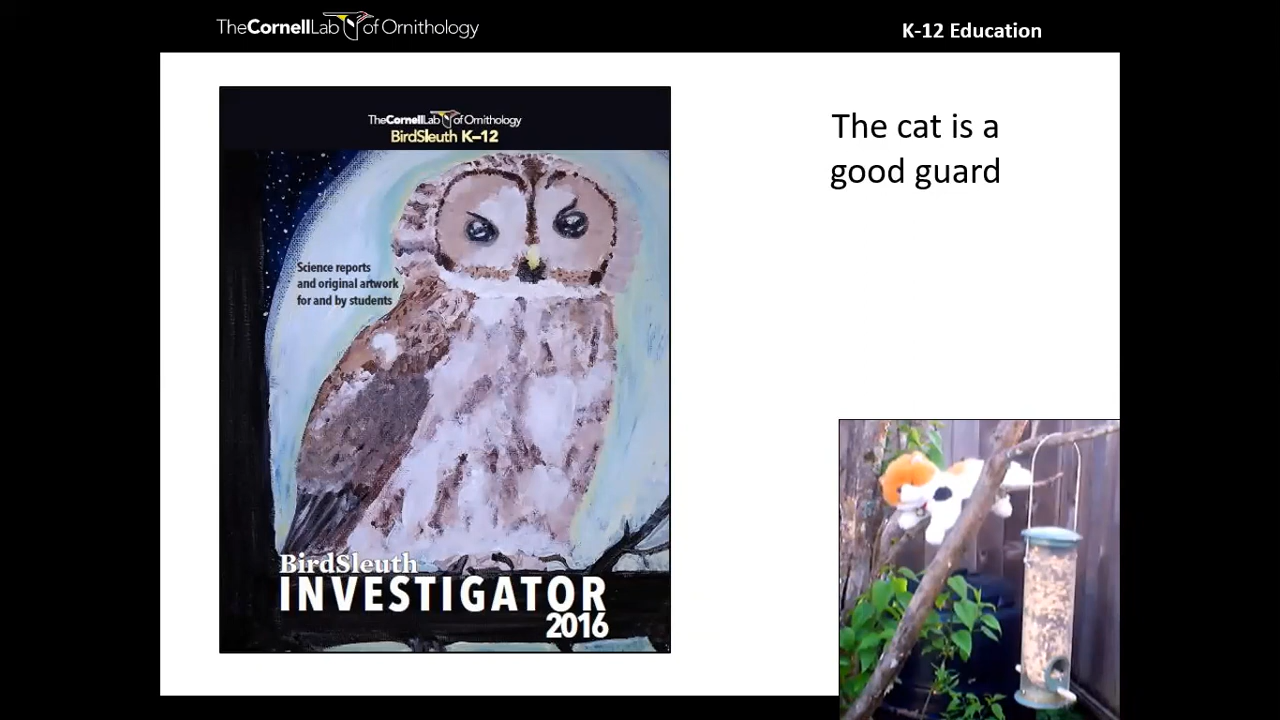 TheCornellLab of Ornithology
K-12 Education
TheCornellLab of Ornithology
BirdSleuth K–12
Science reports
and original artwork
for and by students
BirdSleuth
INVESTIGATOR
2016
The cat is a
good guard